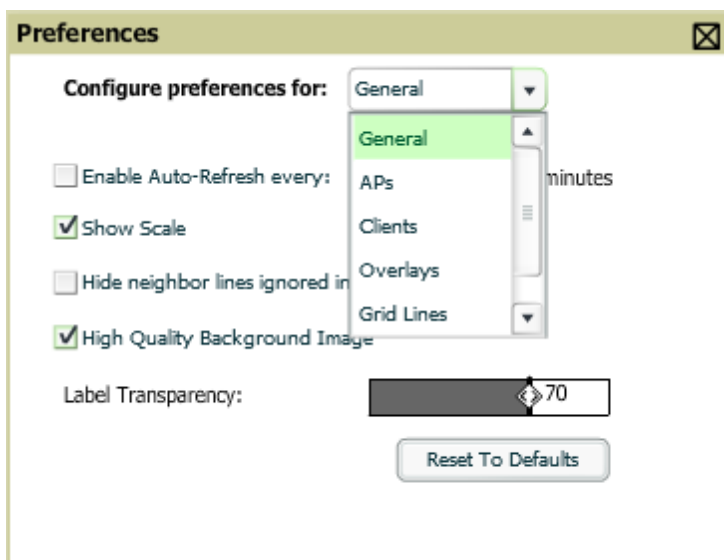 Preferences
Configure preferences for: General
General
Enable Auto-Refresh every: minutes
APs
Show Scale
Clients
Hide neighbor lines ignored in
Overlays
Grid Lines
High Quality Background Image
Label Transparency: 70
Reset To Defaults